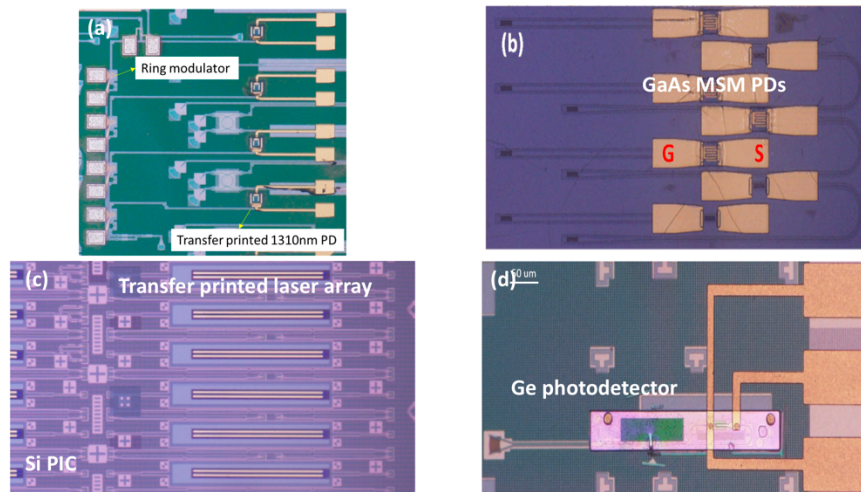 (a)
Ring modulator
Transfer printed 1310nm PD
(b)
GaAs MSM PDs
G S
(c)
Transfer printed laser array
Si PIC
(d)
50 um
Ge photodetector